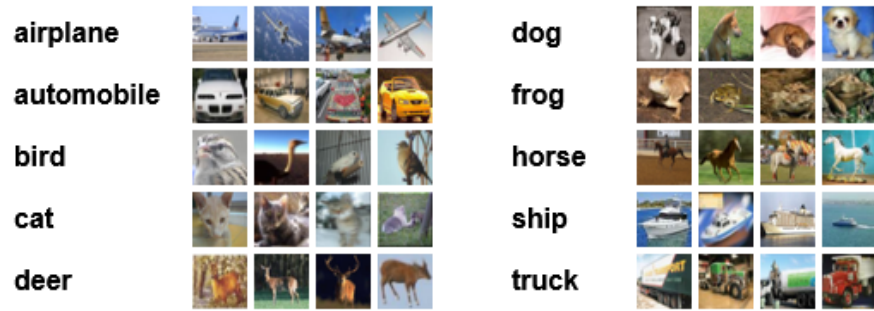 airplane
automobile
bird
cat
deer
dog
frog
horse
ship
truck